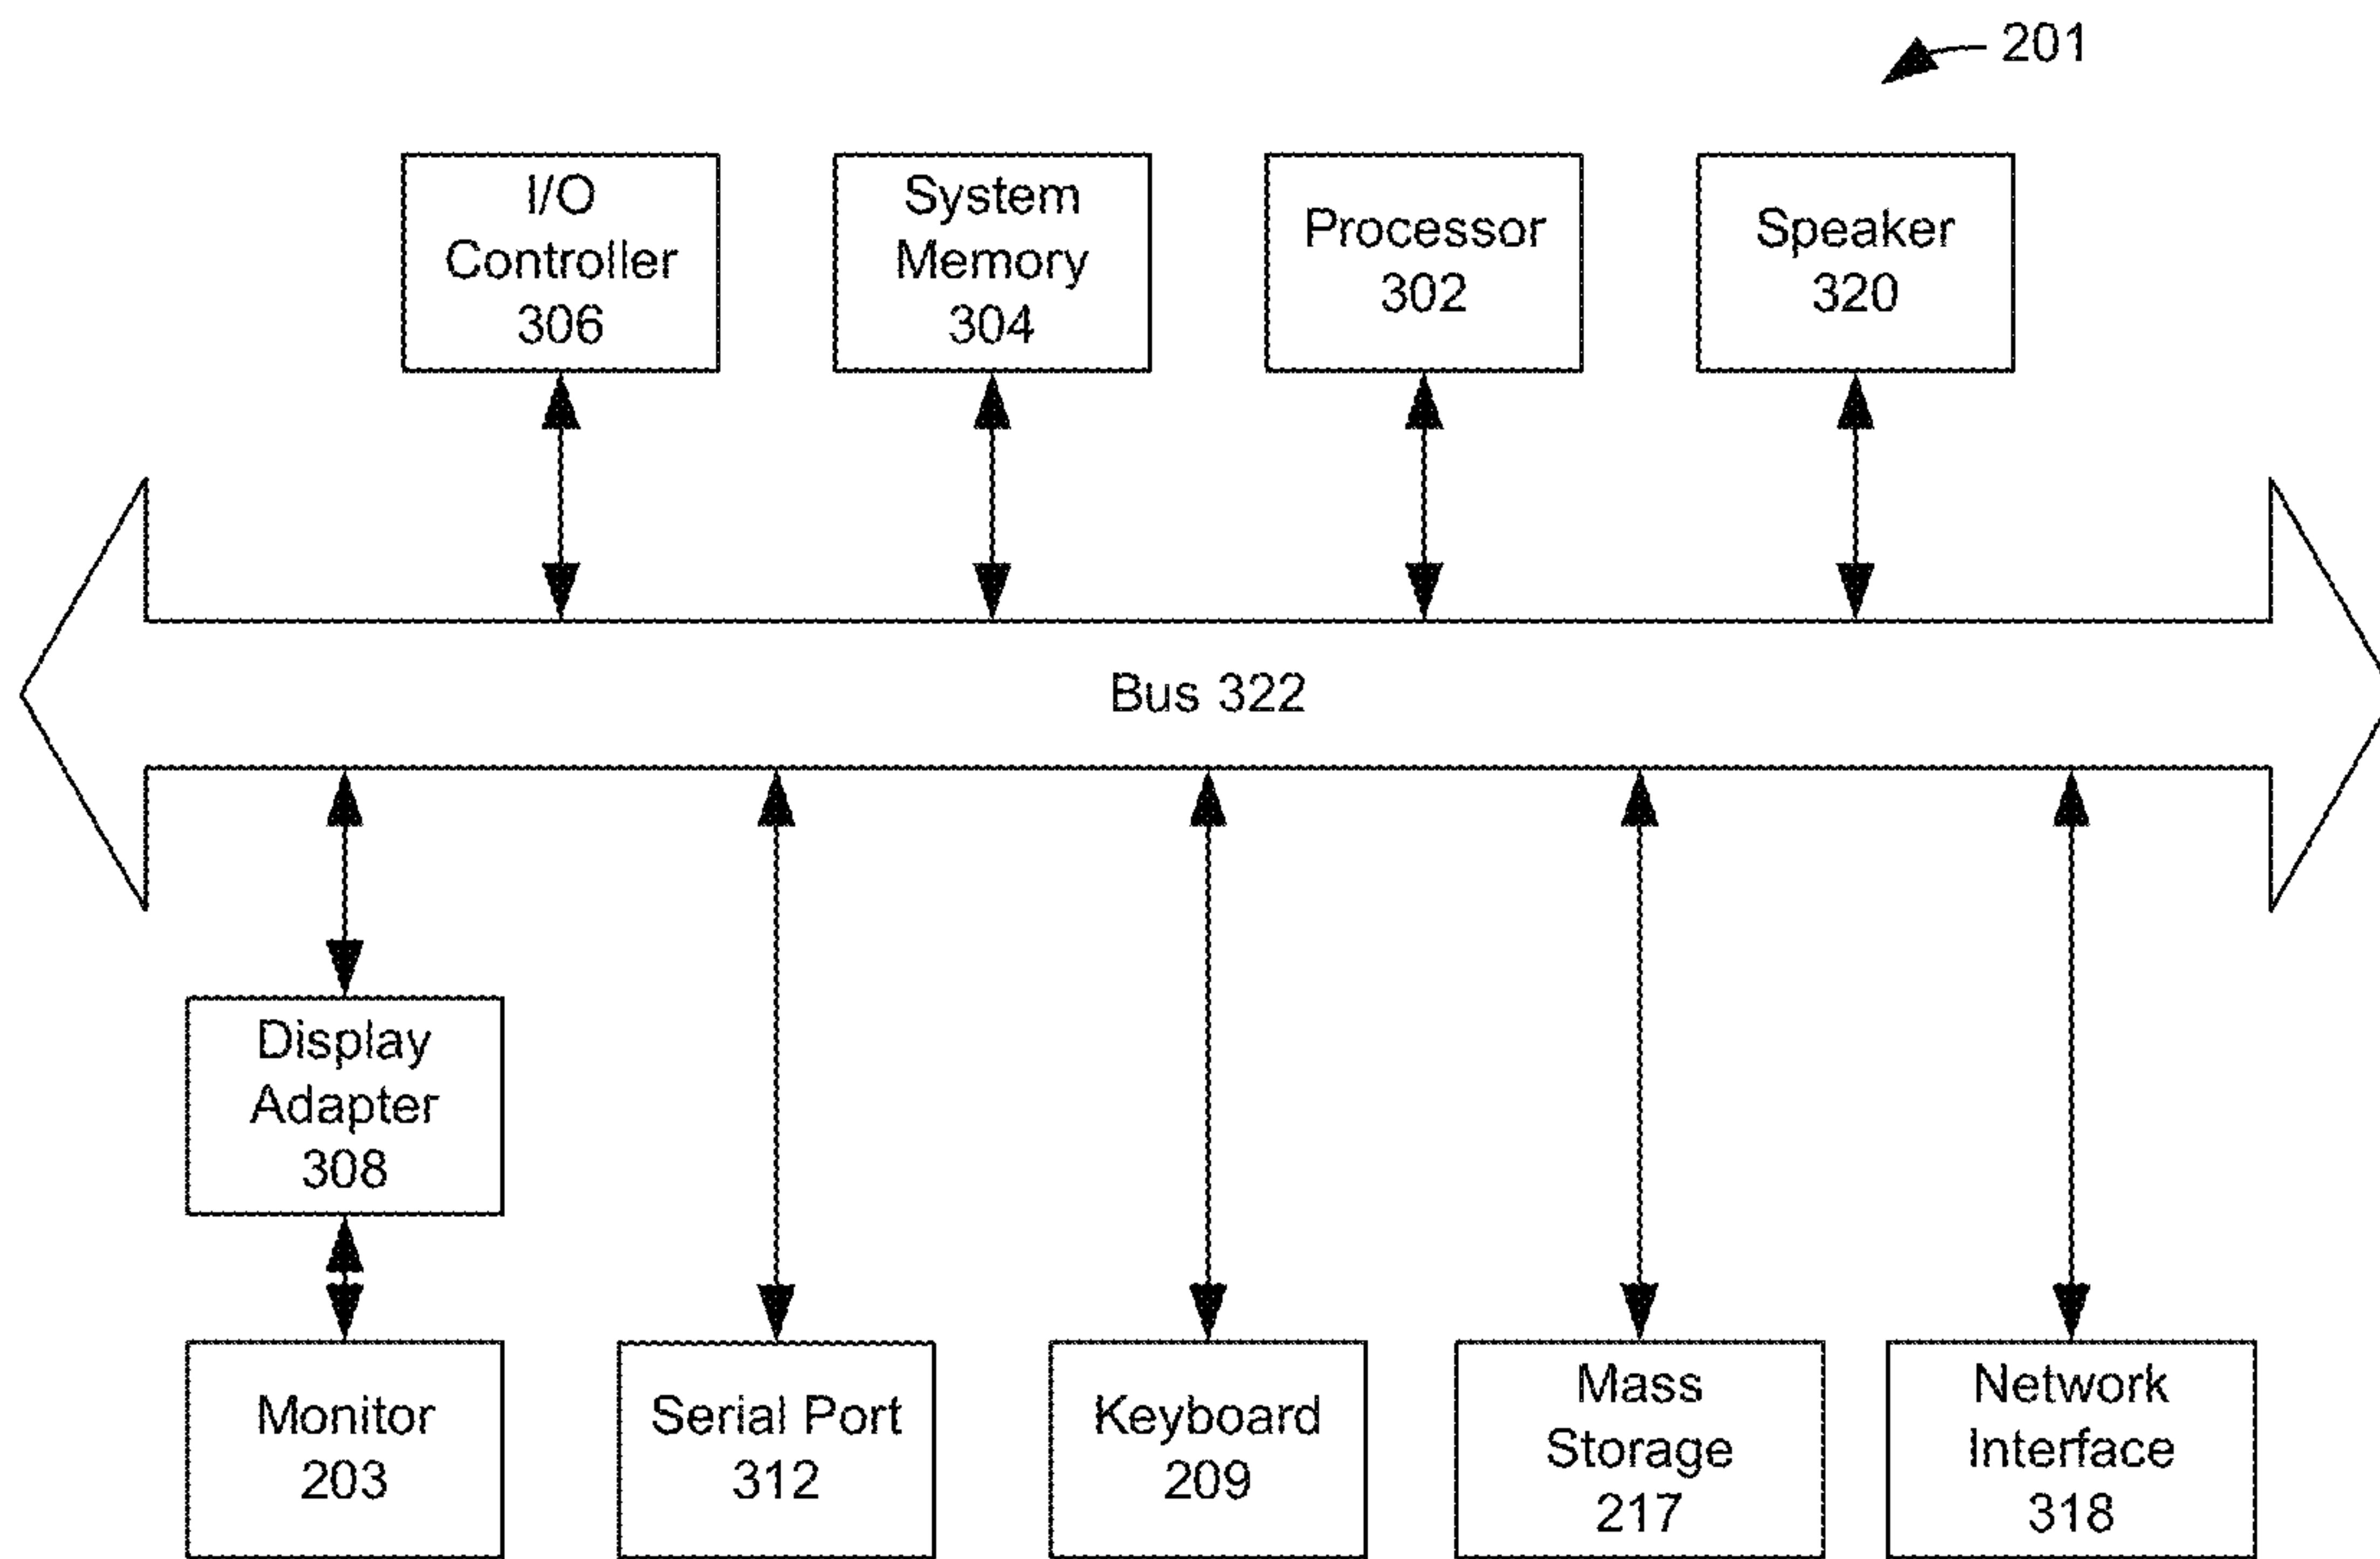 201
I/O
Controller
306
System
Memory
304
Processor
302
Speaker
320
Bus 322
Display
Adapter
308
Monitor
203
Serial Port
312
Keyboard
209
Mass
Storage
217
Network
Interface
318